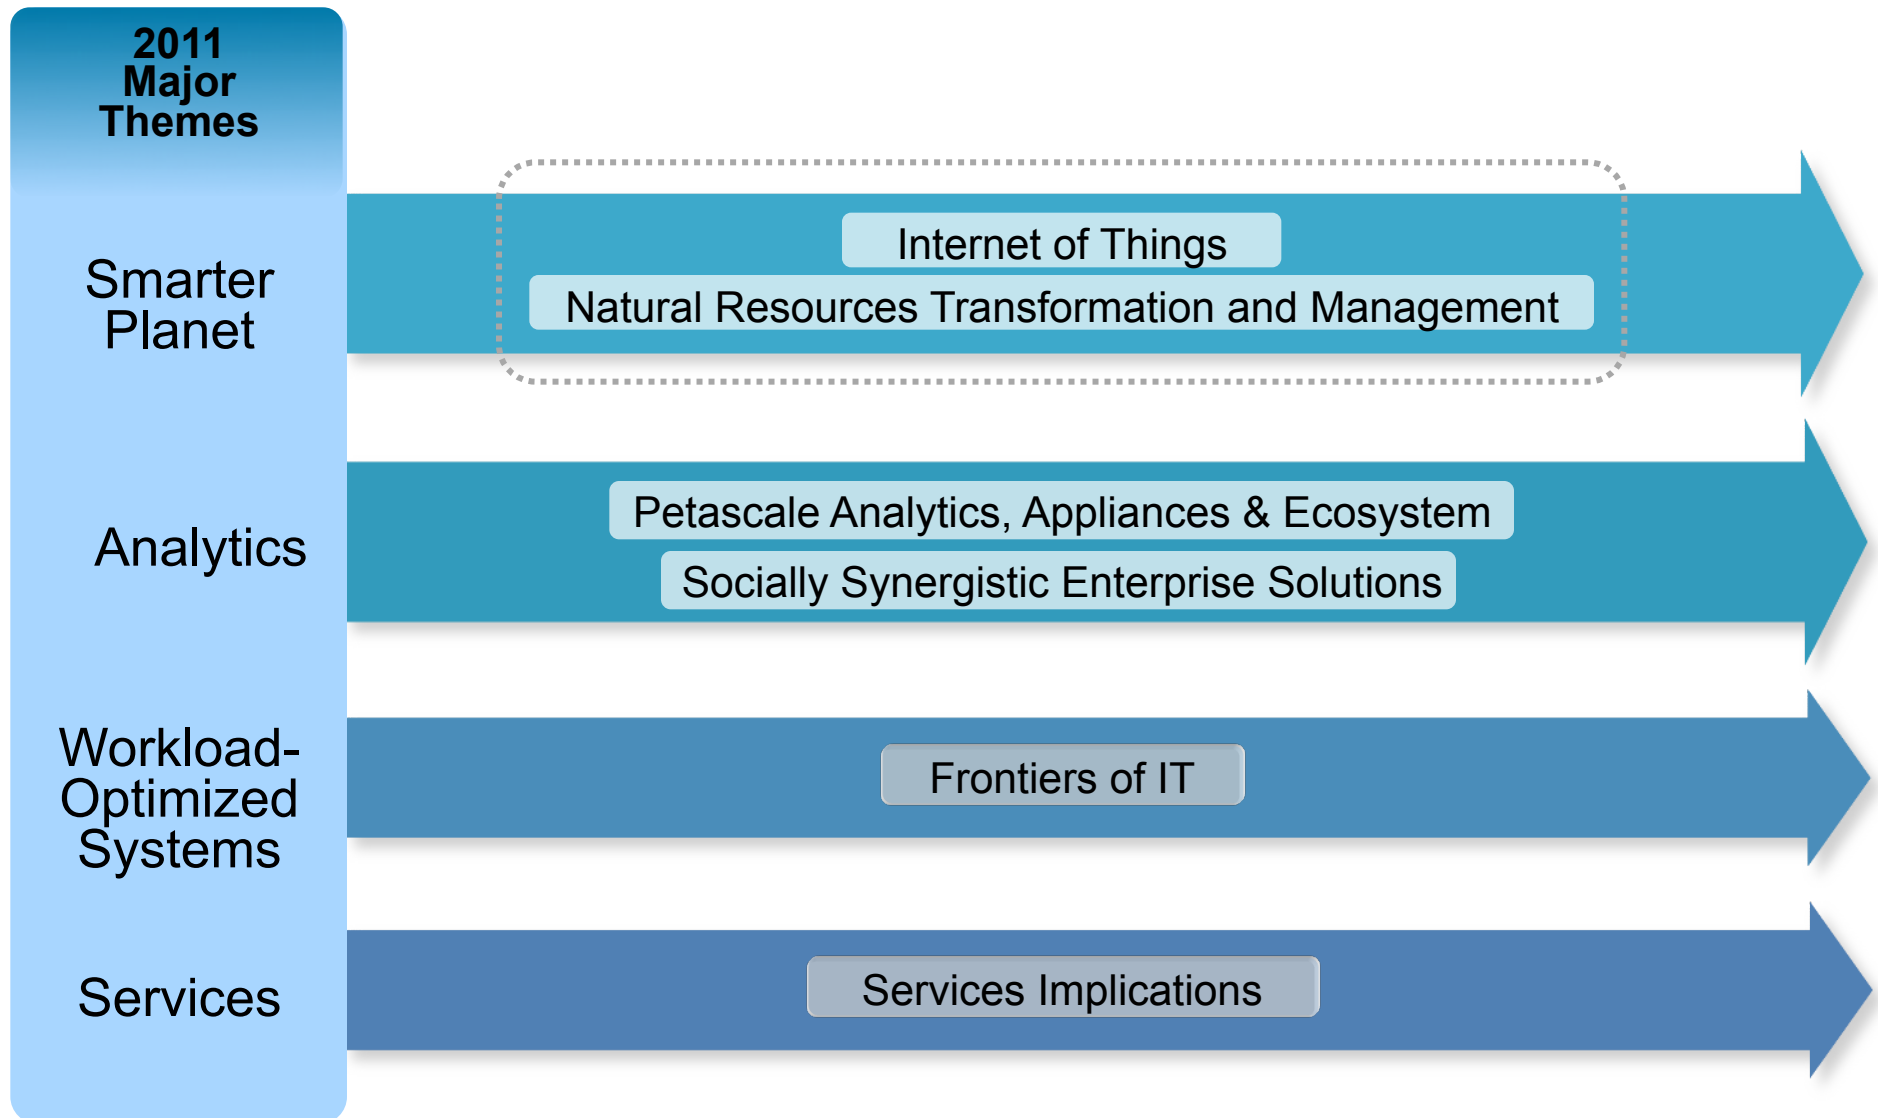 2011
Major
Themes
Smarter
Planet
Internet of Things
Natural Resources Transformation and Management
Analytics
Petascale Analytics, Appliances & Ecosystem
Socially Synergistic Enterprise Solutions
Workload-
Optimized
Systems
Frontiers of IT
Services
Services Implications